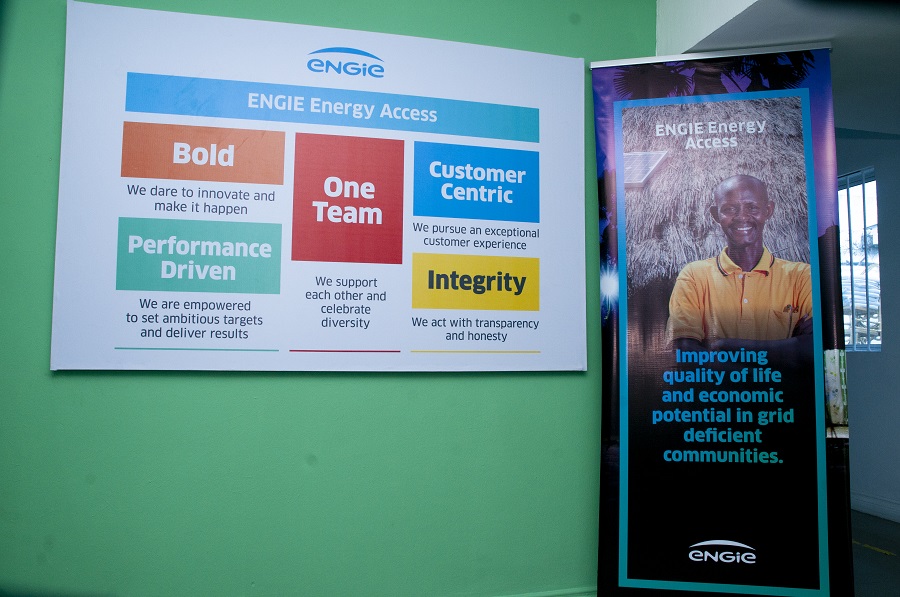 ENGIE
ENGIE Energy Access
Bold
We dare to innovate and
make it happen
Performance
Driven
We are empowered
to set ambitious targets
and deliver results
One
Team
We support
each other and
celebrate
diversity
Customer
Centric
We pursue an exceptional
customer experience
Integrity
We act with transparency
and honesty
ENGIE Energy
Access
Improving
quality of life
and economic
potential in grid
deficient
communities.
ENGIE